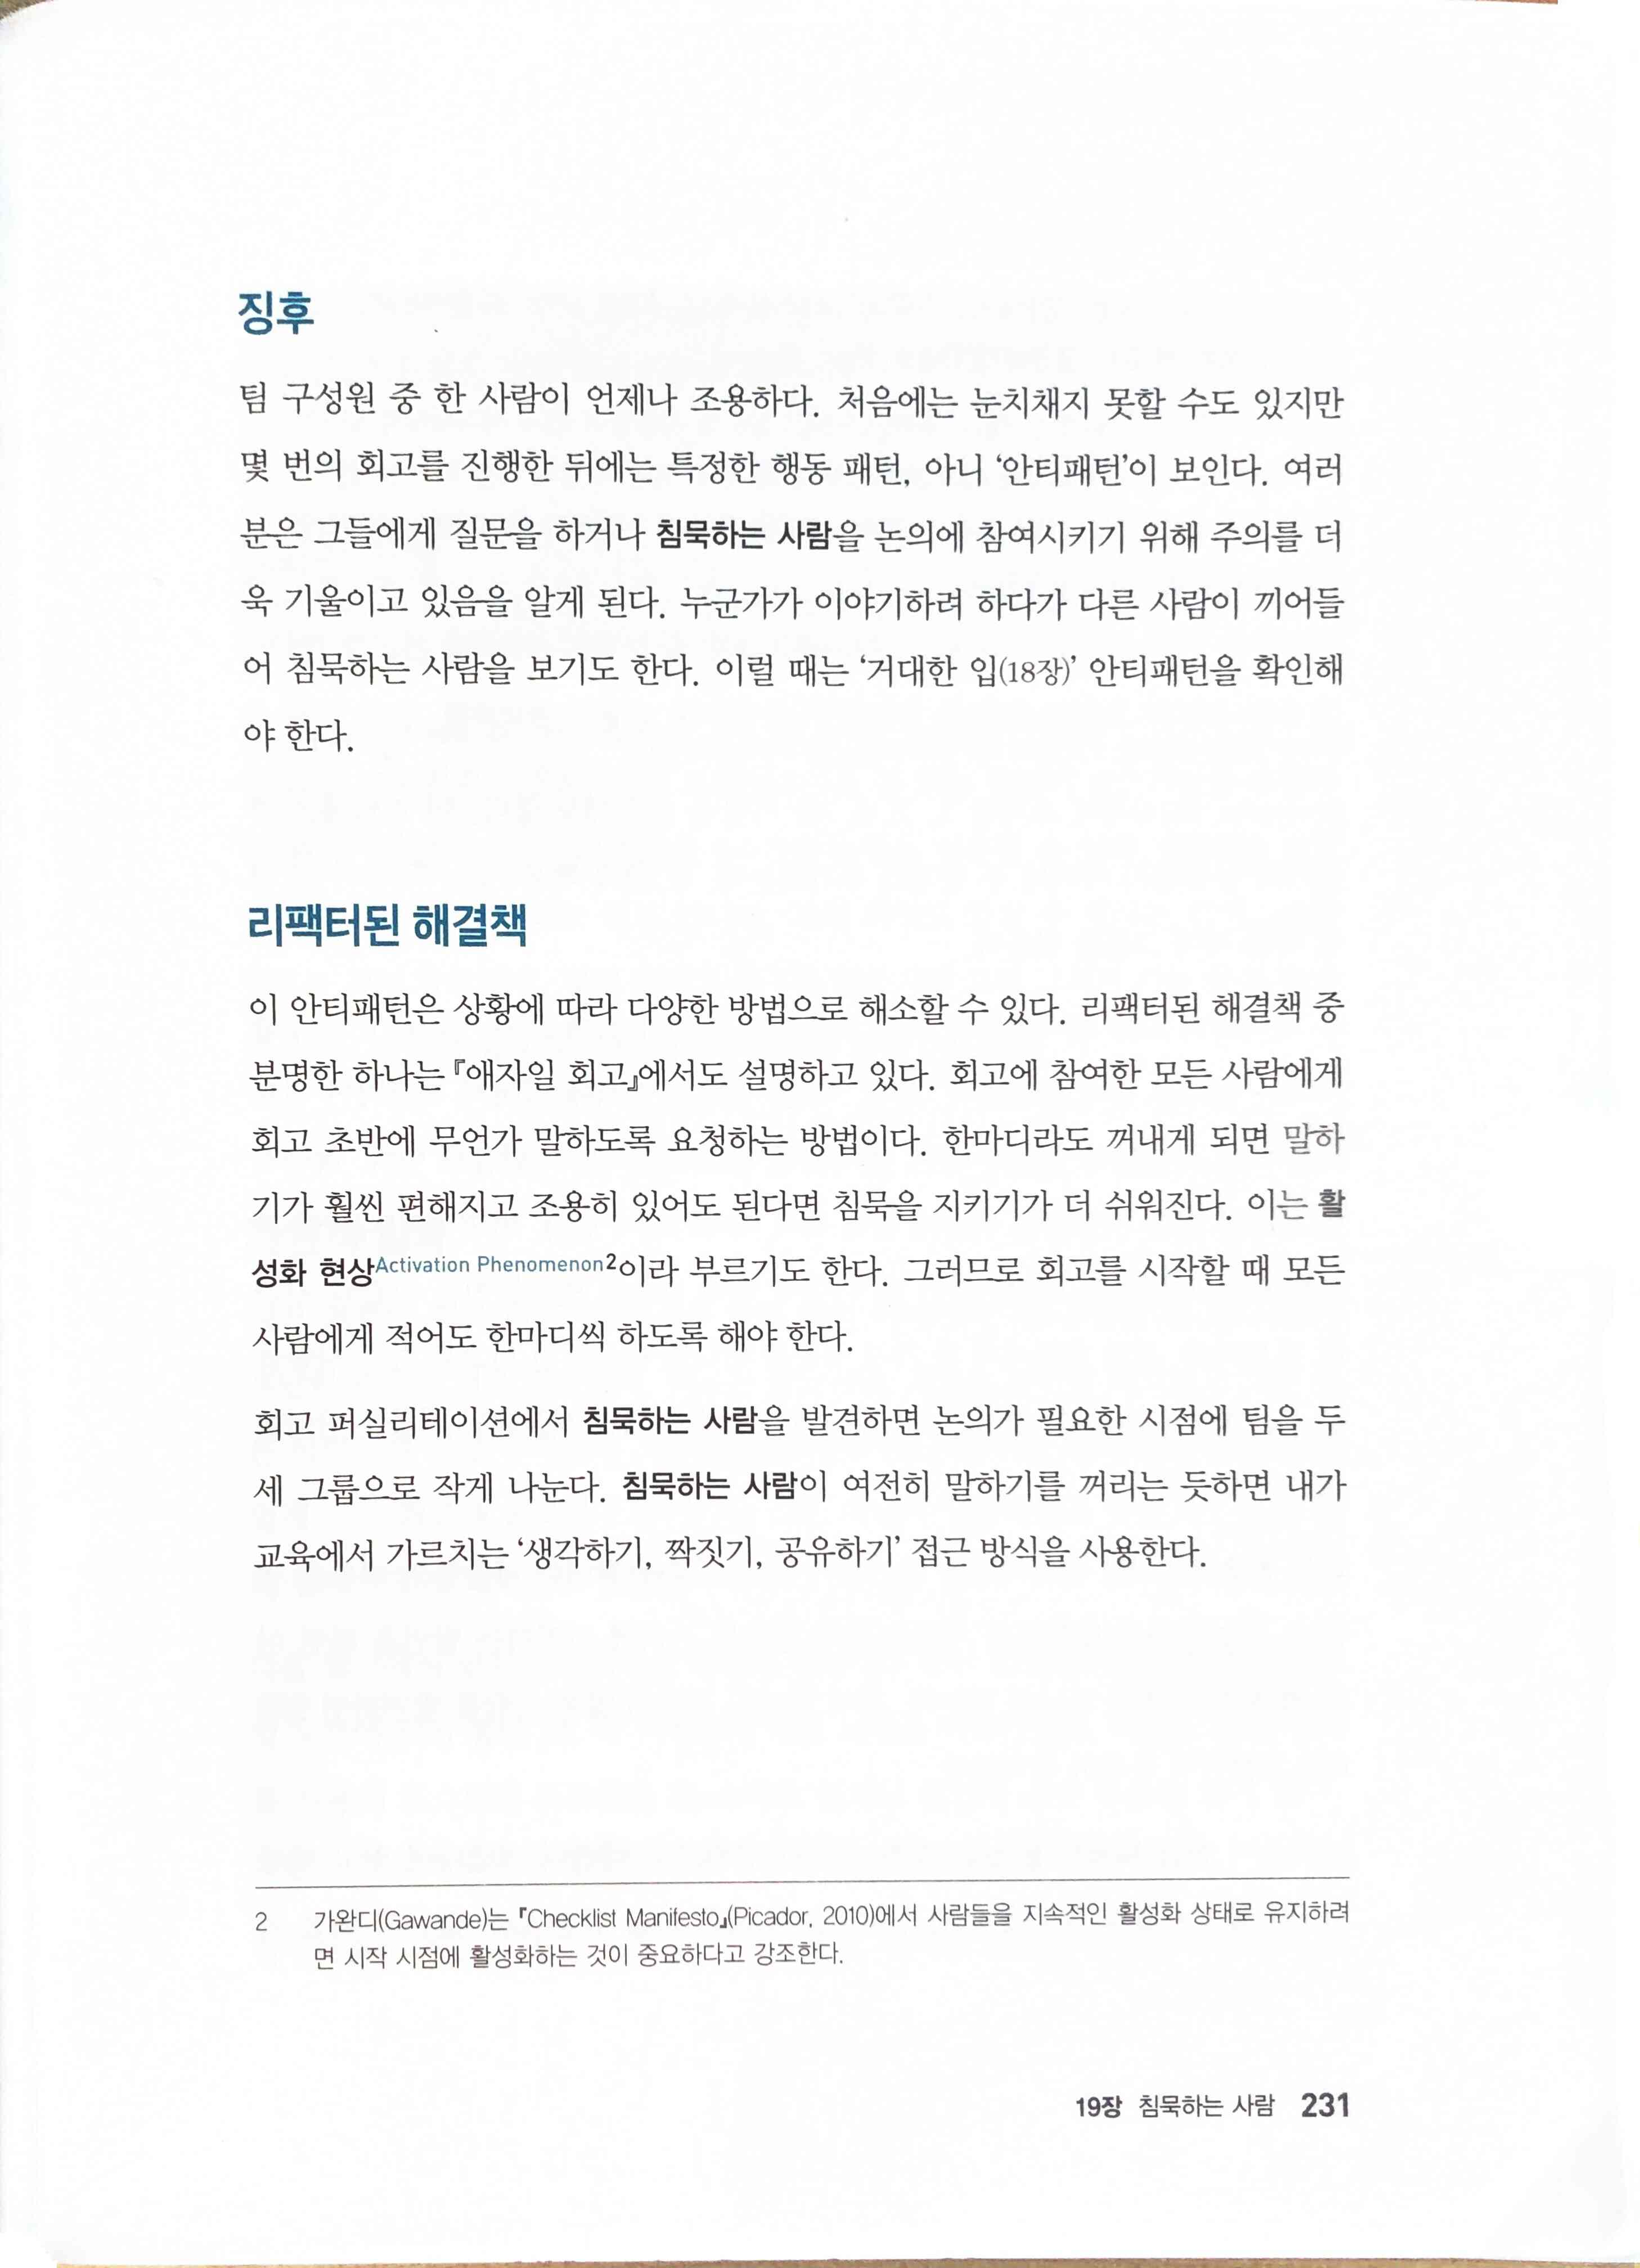 징후
팀 구성원 중 한 사람이 언제나 조용하다. 처음에는 눈치채지 못할 수도 있지만
몇 번의 회고를 진행한 뒤에는 특정한 행동 패턴, 아니 ‘안티패턴’이 보인다. 여러
분은 그들에게 질문을 하거나 침묵하는 사람을 논의에 참여시키기 위해 주의를 더
욱 기울이고 있음을 알게 된다. 누군가가 이야기하려 하다가 다른 사람이 끼어들
어 침묵하는 사람을 보기도 한다. 이럴 때는 ‘거대한 입(18장)’ 안티패턴을 확인해
야 한다.
리팩터된 해결책
이 안티패턴은 상황에 따라 다양한 방법으로 해소할 수 있다. 리팩터된 해결책 중
분명한 하나는 『애자일 회고』에서도 설명하고 있다. 회고에 참여한 모든 사람에게
회고 초반에 무언가 말하도록 요청하는 방법이다. 한마디라도 꺼내게 되면 말하
기가 훨씬 편해지고 조용히 있어도 된다면 침묵을 지키기가 더 쉬워진다. 이는 활
성화 현상Activation Phenomenon2이라 부르기도 한다. 그러므로 회고를 시작할 때 모든
사람에게 적어도 한마디씩 하도록 해야 한다.
회고 퍼실리테이션에서 침묵하는 사람을 발견하면 논의가 필요한 시점에 팀을 두
세 그룹으로 작게 나눈다. 침묵하는 사람이 여전히 말하기를 꺼리는 듯하면 내가
교육에서 가르치는 ‘생각하기, 짝짓기, 공유하기’ 접근 방식을 사용한다.
2 가완디(Gawande)는 『Checklist Manifesto』(Picador, 2010)에서 사람들을 지속적인 활성화 상태로 유지하려
면 시작 시점에 활성화하는 것이 중요하다고 강조한다.
19장 침묵하는 사람 231